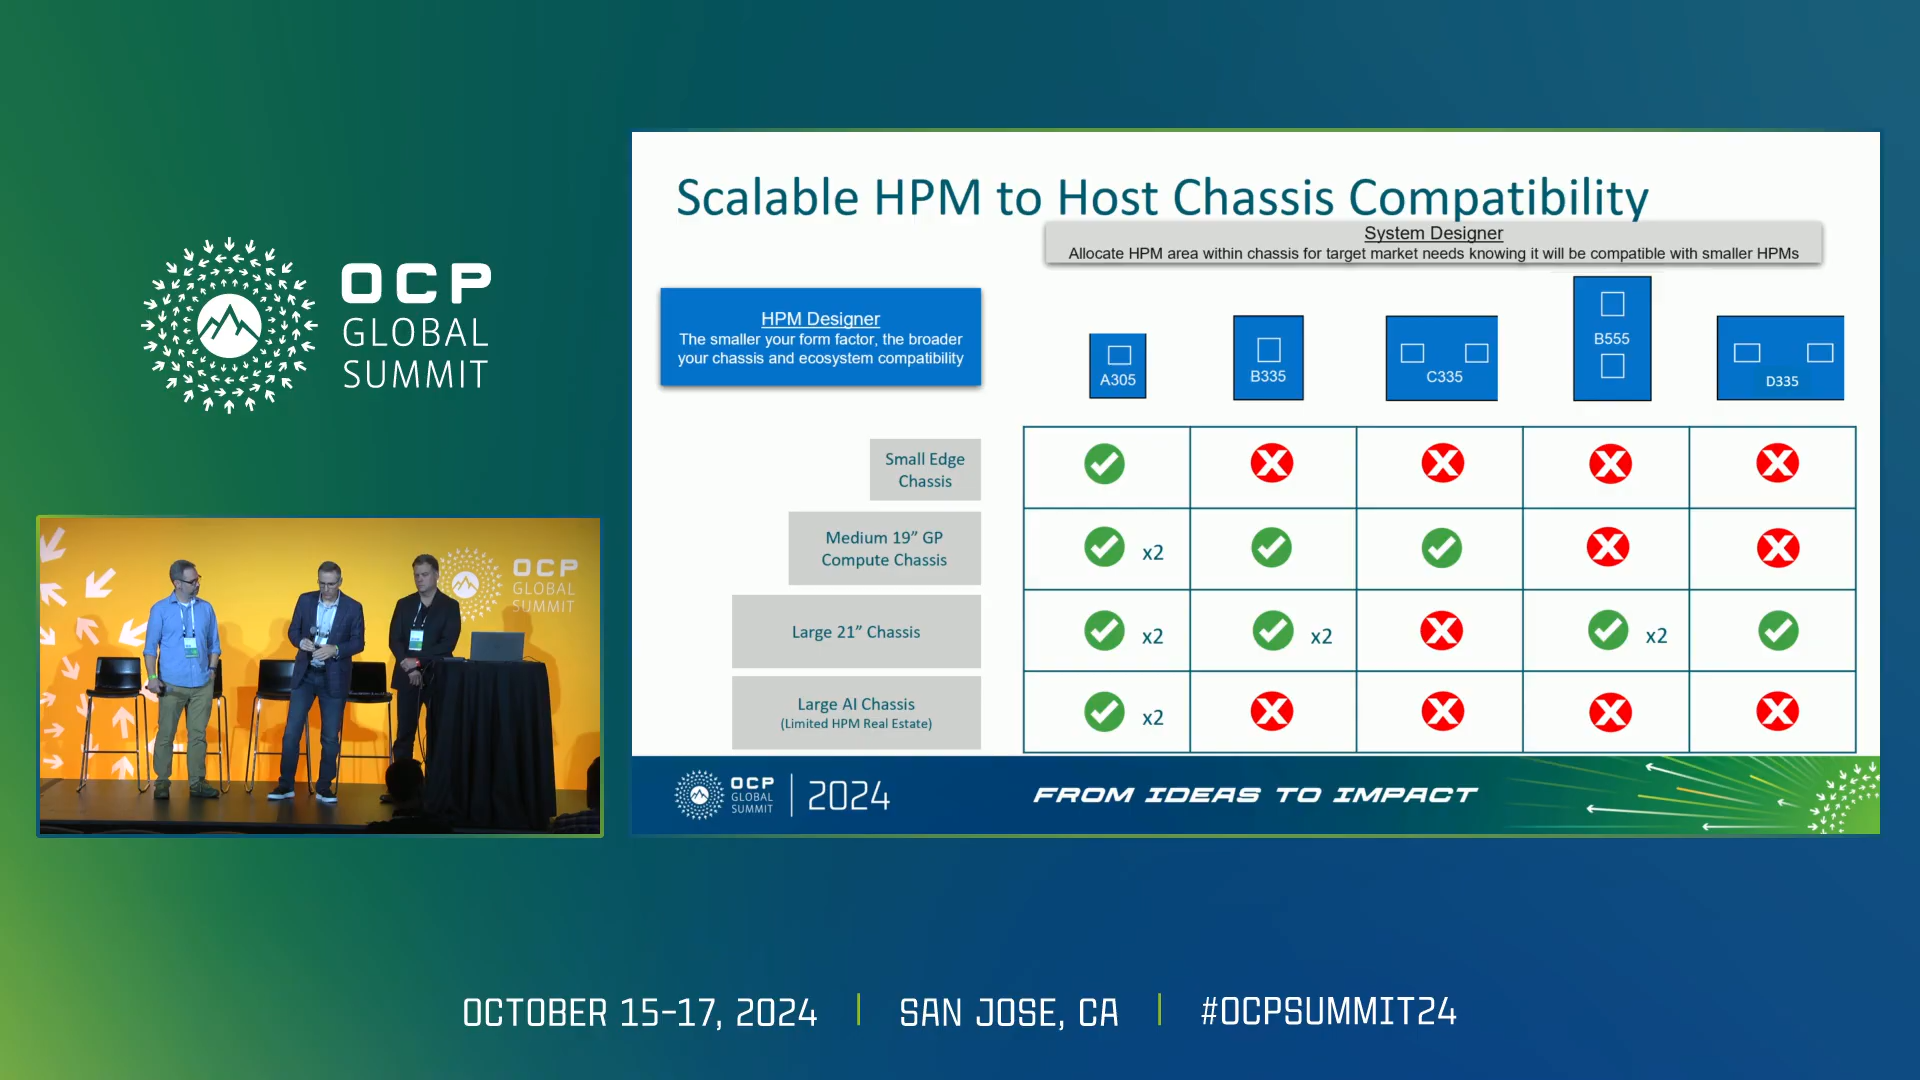 OCP
GLOBAL
SUMMIT
Scalable HPM to Host Chassis Compatibility
System Designer
Allocate HPM area within chassis for target market needs knowing it will be compatible with smaller HPMs
HPM Designer
The smaller your form factor, the broader
your chassis and ecosystem compatibility
A305
B335
C335
B555
D335
Small Edge
Chassis
Medium 19” GP
Compute Chassis
x2
Large 21” Chassis
x2
x2
x2
Large AI Chassis
(Limited HPM Real Estate)
x2
OCP
GLOBAL
SUMMIT
OCP
GLOBAL
SUMMIT
2024
FROM IDEAS TO IMPACT
OCTOBER 15-17, 2024
SAN JOSE, CA
#OCPSUMMIT24